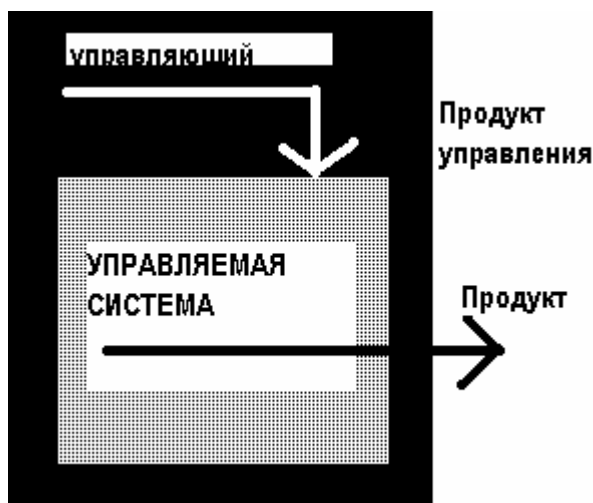 управляющий
Продукт
управления
УПРАВЛЯЕМАЯ
СИСТЕМА
Продукт